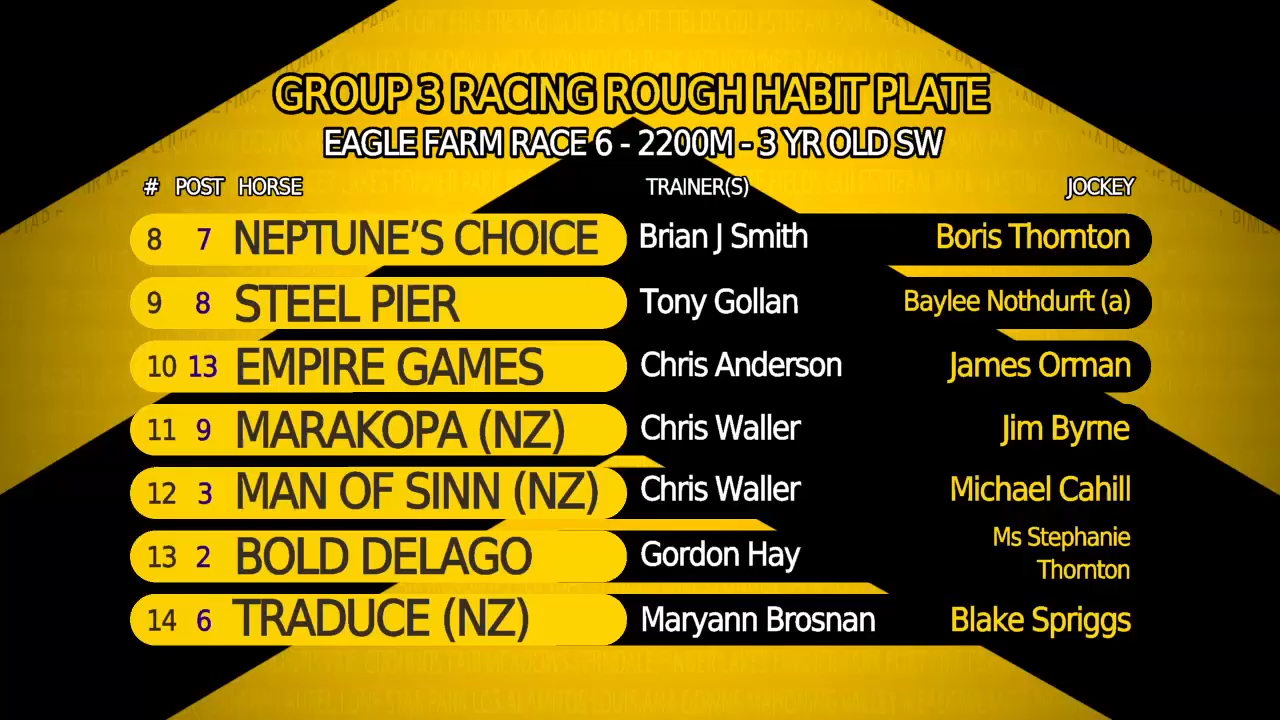 GROUP 3 RACING ROUGH HABIT PLATE
EAGLE FARM RACE 6 - 2200M - 3 YR OLD SW
# POST HORSE TRAINER(S) JOCKEY
8 7 NEPTUNE'S CHOICE Brian J Smith Boris Thornton
9 8 STEEL PIER Tony Gollan Baylee Nothdurft (a)
10 13 EMPIRE GAMES Chris Anderson James Orman
11 9 MARAKOPA (NZ) Chris Waller Jim Byrne
12 3 MAN OF SINN (NZ) Chris Waller Michael Cahill
13 2 BOLD DELAGO Gordon Hay Ms Stephanie
Thornton
14 6 TRADUCE (NZ) Maryann Brosnan Blake Spriggs